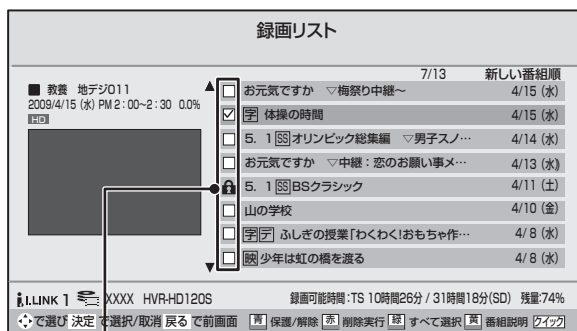 録画リスト
7/13 新しい番組順
■ 教養 地デジ011
2009/4/15 (水) PM 2:00~2:30 0.0%
HD
お元気ですか ▽梅祭り中継~ 4/15 (水)
字 体操の時間 4/15 (水)
5. 1SSオリンピック総集編 ▽男子スノ… 4/14 (水)
お元気ですか ▽中継:恋のお願い事メ… 4/13 (水)
5. 1SSBSクラシック 4/11 (土)
山の学校 4/10 (金)
字デ ふしぎの授業「わくわく!おもちゃ作… 4/ 8 (水)
映少年は虹の橋を渡る 4/ 8 (水)
i.LINK 1 XXXX HVR-HD120S 録画可能時間:TS 10時間26分 / 31時間18分(SD) 残量:74%
で選び 決定 で選択/取消 戻る で前画面 青 保護/解除 赤 削除実行 緑 すべて選択 黄 番組説明 クイック